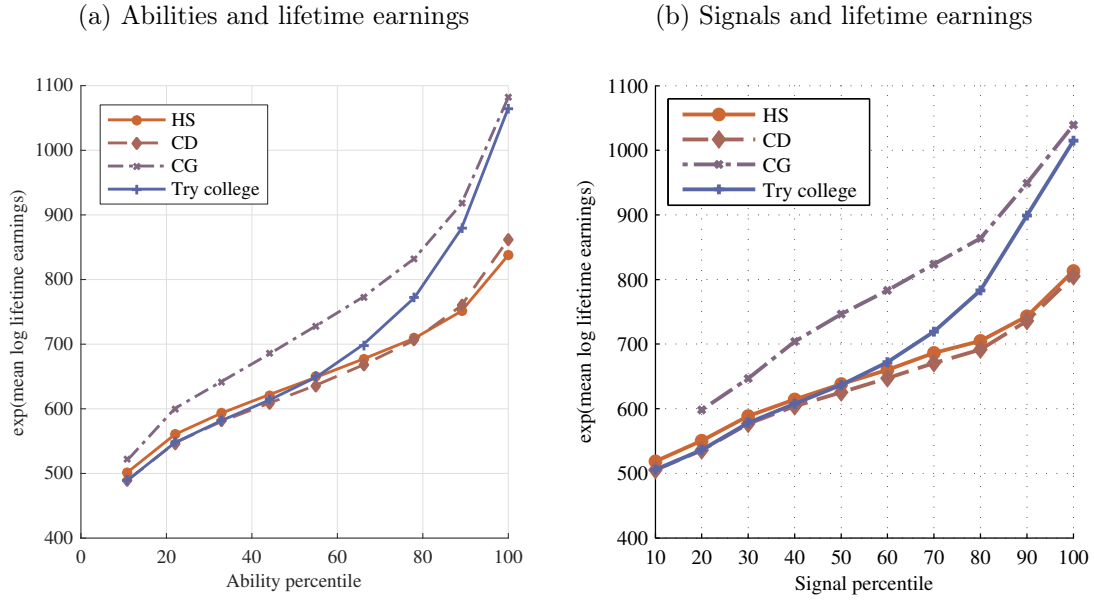 (a) Abilities and lifetime earnings
1100
1000
900
800
700
600
500
400
exp(mean log lifetime earnings)
HS
CD
CG
Try college
0 20 40 60 80 100
Ability percentile
(b) Signals and lifetime earnings
1100
1000
900
800
700
600
500
400
exp(mean log lifetime earnings)
HS
CD
CG
Try college
10 20 30 40 50 60 70 80 90 100
Signal percentile